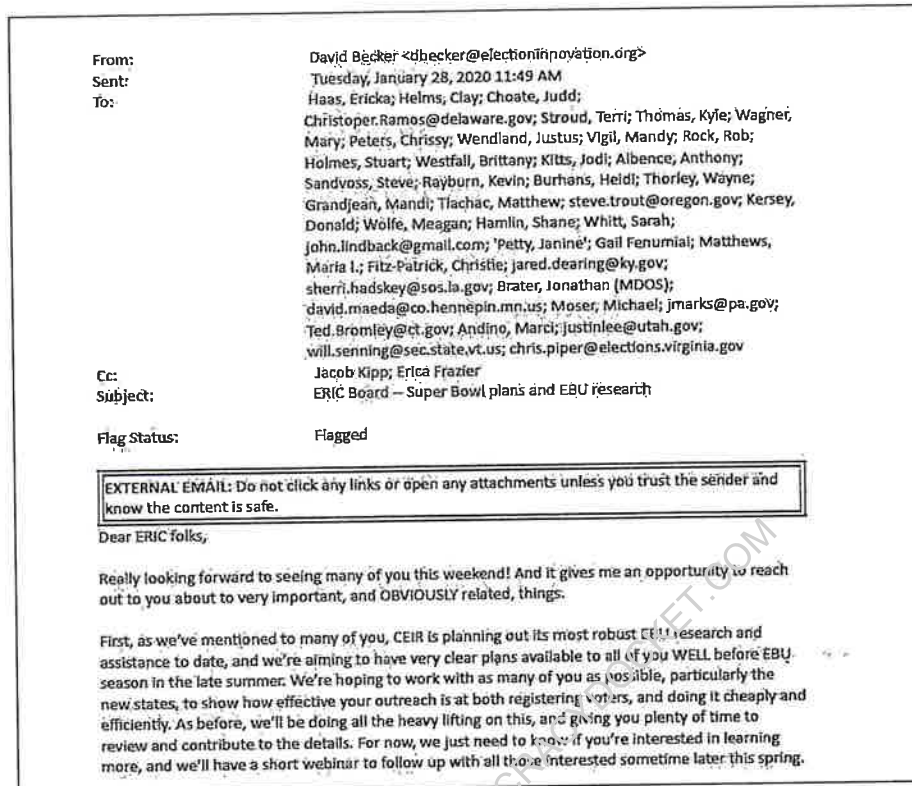 From: David Becker <dbecker@electioninnovation.org>
Sent: Tuesday, January 28, 2020 11:49 AM
To: Haas, Ericka; Helms, Clay; Choate, Judd;
Christoper.Ramos@delaware.gov; Stroud, Terri; Thomas, Kyle; Wagner,
Mary; Peters, Chrissy; Wendland, Justus; Vigil, Mandy; Rock, Rob;
Holmes, Stuart; Westfall, Brittany; Kitts, Jodi; Albence, Anthony;
Sandvoss, Steve; Rayburn, Kevin; Burhans, Heidi; Thorley, Wayne;
Grandjean, Mandi; Tlachac, Matthew; steve.trout@oregon.gov; Kersey,
Donald; Wolfe, Meagan; Hamlin, Shane; Whitt, Sarah;
john.lindback@gmail.com; 'Petty, Janine'; Gail Fenumiai; Matthews,
Maria I.; Fitz-Patrick, Christie; jared.dearing@ky.gov;
sherri.hadskey@sos.la.gov; Brater, Jonathan (MDOS);
david.maeda@co.hennepin.mn.us; Moser, Michael; jmarks@pa.gov;
Ted.Bromley@ct.gov; Andino, Marci; justinlee@utah.gov;
will.senning@sec.state.vt.us; chris.piper@elections.virginia.gov
Cc: Jacob Kipp; Erica Frazier
Subject: ERIC Board – Super Bowl plans and EBU research
Flag Status: Flagged
EXTERNAL EMAIL: Do not click any links or open any attachments unless you trust the sender and
know the content is safe.
Dear ERIC folks,
Really looking forward to seeing many of you this weekend! And it gives me an opportunity to reach
out to you about to very important, and OBVIOUSLY related, things.
First, as we've mentioned to many of you, CEIR is planning out its most robust EBU research and
assistance to date, and we're aiming to have very clear plans available to all of you WELL before EBU
season in the late summer. We're hoping to work with as many of you as possible, particularly the
new states, to show how effective your outreach is at both registering voters, and doing it cheaply and
efficiently. As before, we'll be doing all the heavy lifting on this, and giving you plenty of time to
review and contribute to the details. For now, we just need to know if you're interested in learning
more, and we'll have a short webinar to follow up with all those interested sometime later this spring.